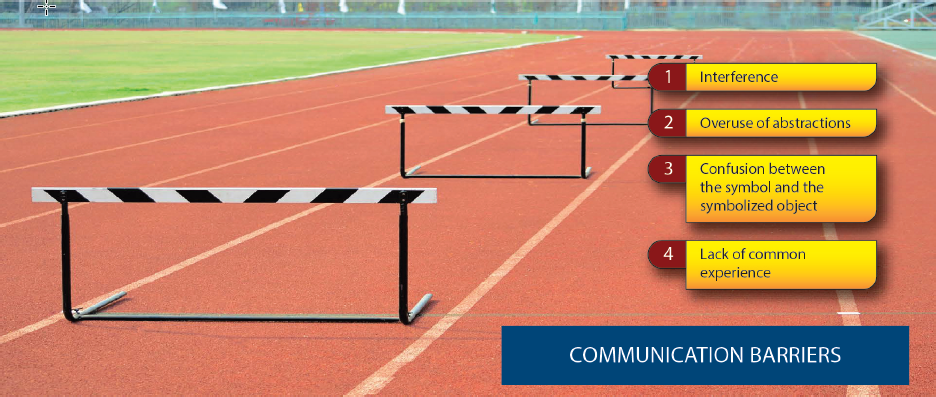 1 Interference
2 Overuse of abstractions
3 Confusion between
the symbol and the
symbolized object
4 Lack of common
experience
COMMUNICATION BARRIERS